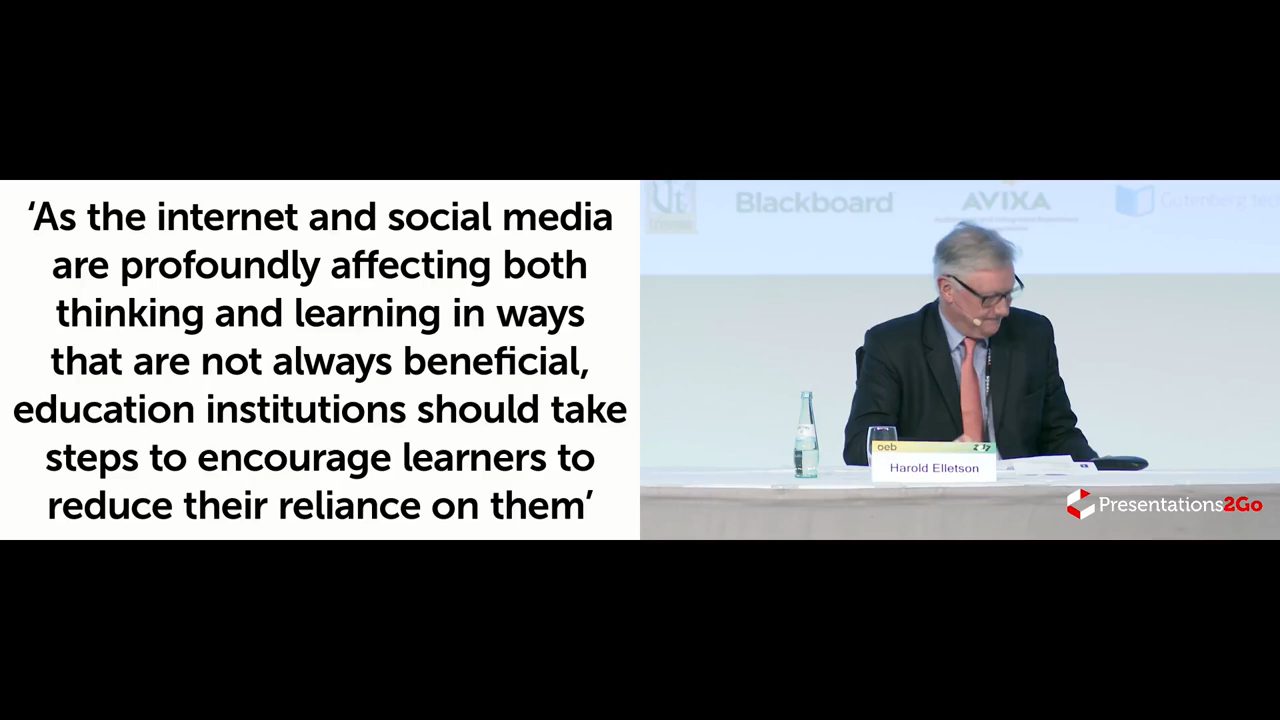 ‘As the internet and social media
are profoundly affecting both
thinking and learning in ways
that are not always beneficial,
education institutions should take
steps to encourage learners to
reduce their reliance on them’
Blackboard
AVIXA
Gutenberg
oeb
Harold Elletson
Presentations2Go